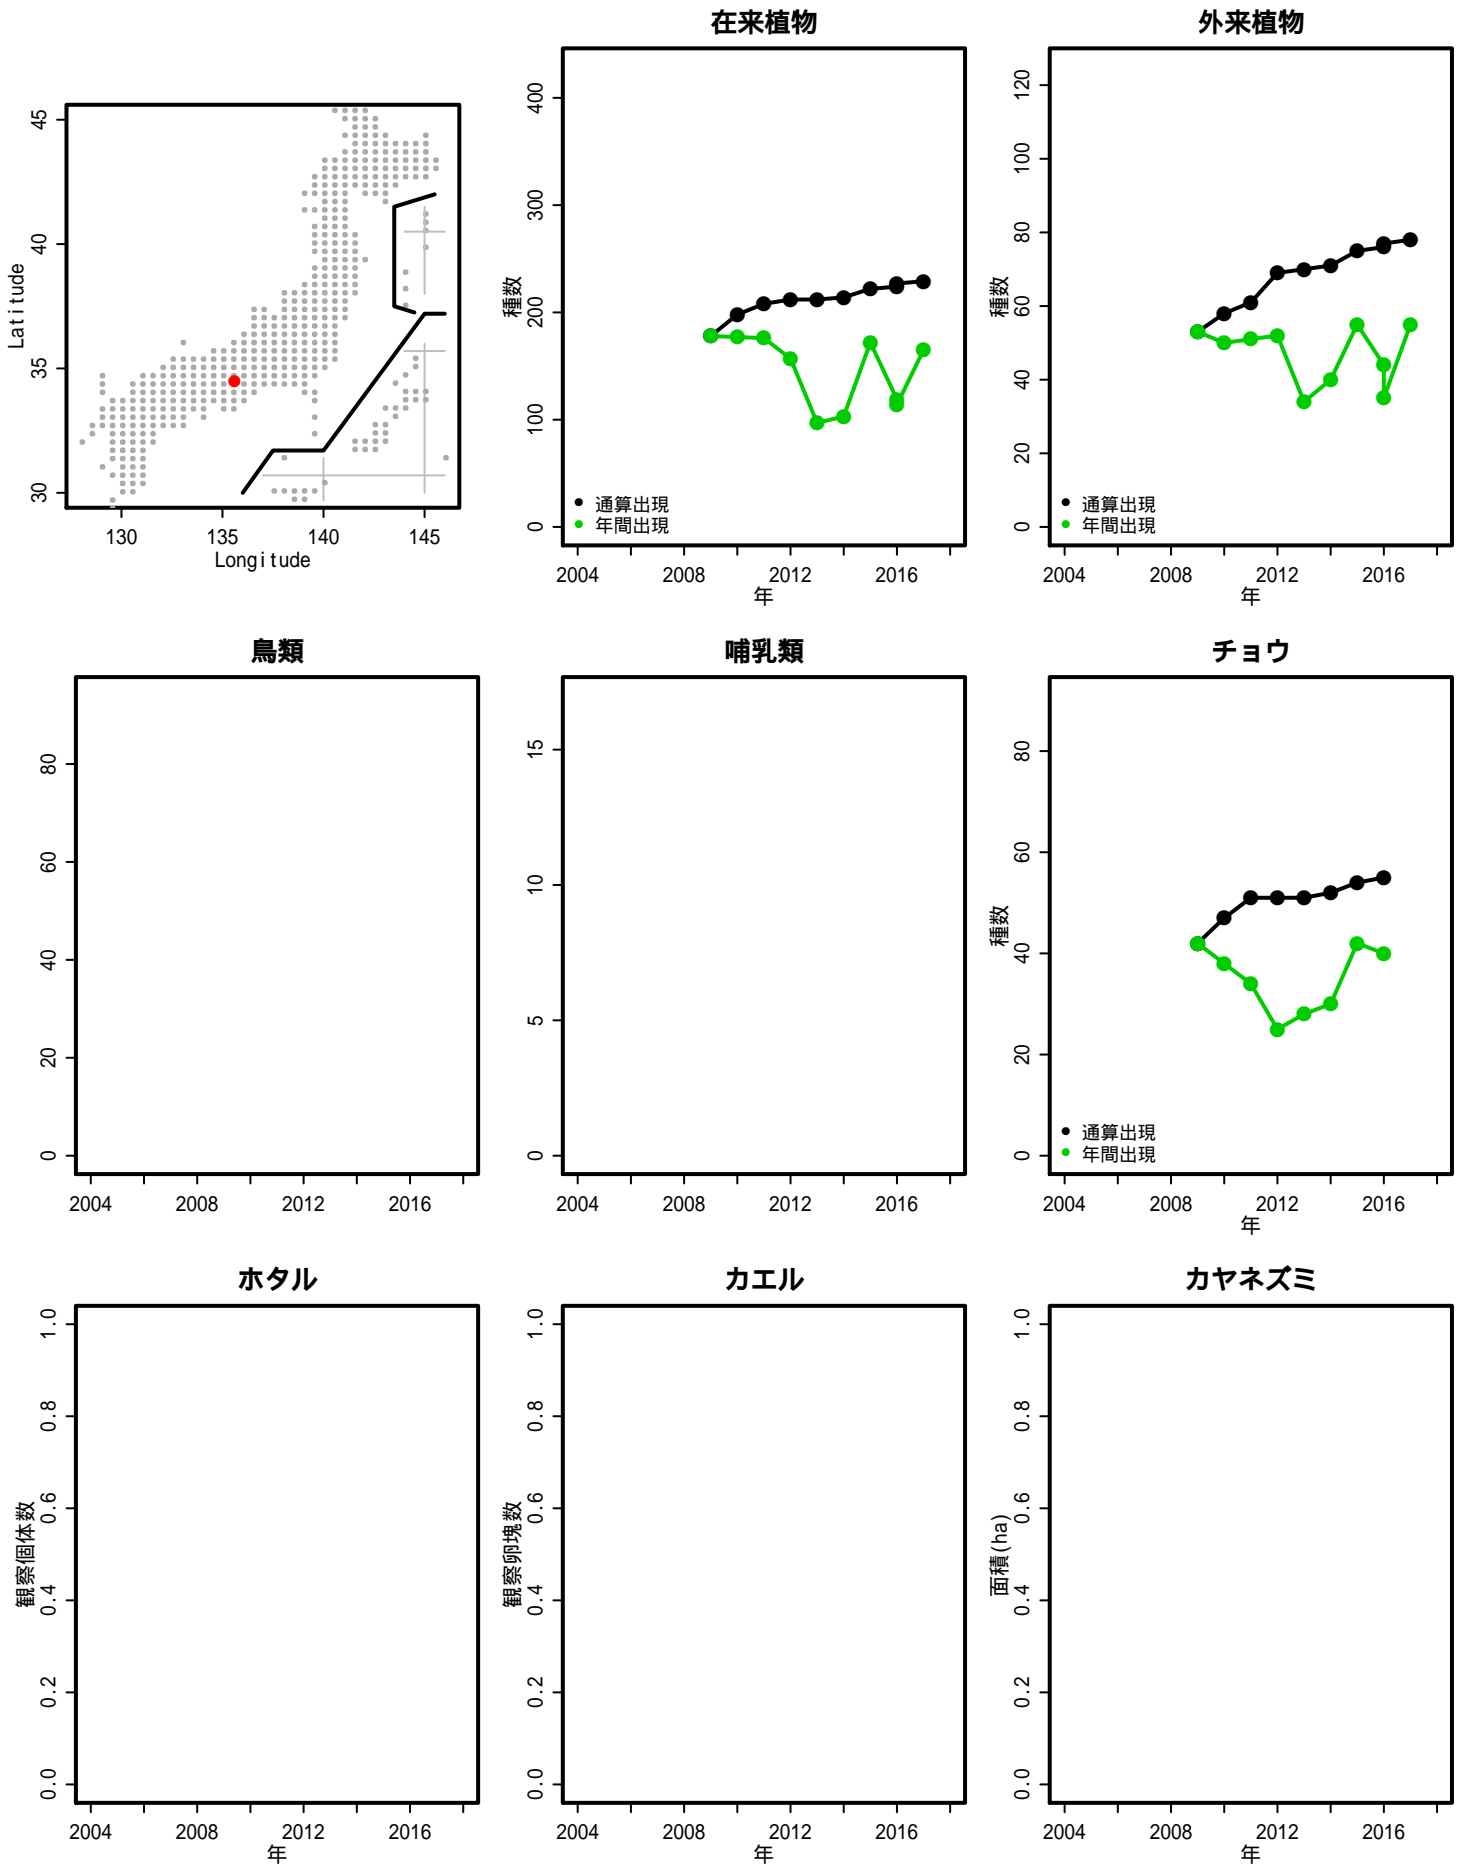 在来植物
外来植物
Latitude
45
40
35
30
130 135 140 145
Longitude
種数
400
300
200
100
0
通算出現
年間出現
2004 2008 2012 2016
年
種数
120
100
80
60
40
20
0
通算出現
年間出現
2004 2008 2012 2016
年
鳥類
哺乳類
チョウ
80
60
40
20
0
2004 2008 2012 2016
15
10
5
0
2004 2008 2012 2016
種数
80
60
40
20
0
通算出現
年間出現
2004 2008 2012 2016
年
ホタル
カエル
カヤネズミ
観察個体数
1.0
0.8
0.6
0.4
0.2
0.0
2004 2008 2012 2016
年
観察卵塊数
1.0
0.8
0.6
0.4
0.2
0.0
2004 2008 2012 2016
年
面積(ha)
1.0
0.8
0.6
0.4
0.2
0.0
2004 2008 2012 2016
年